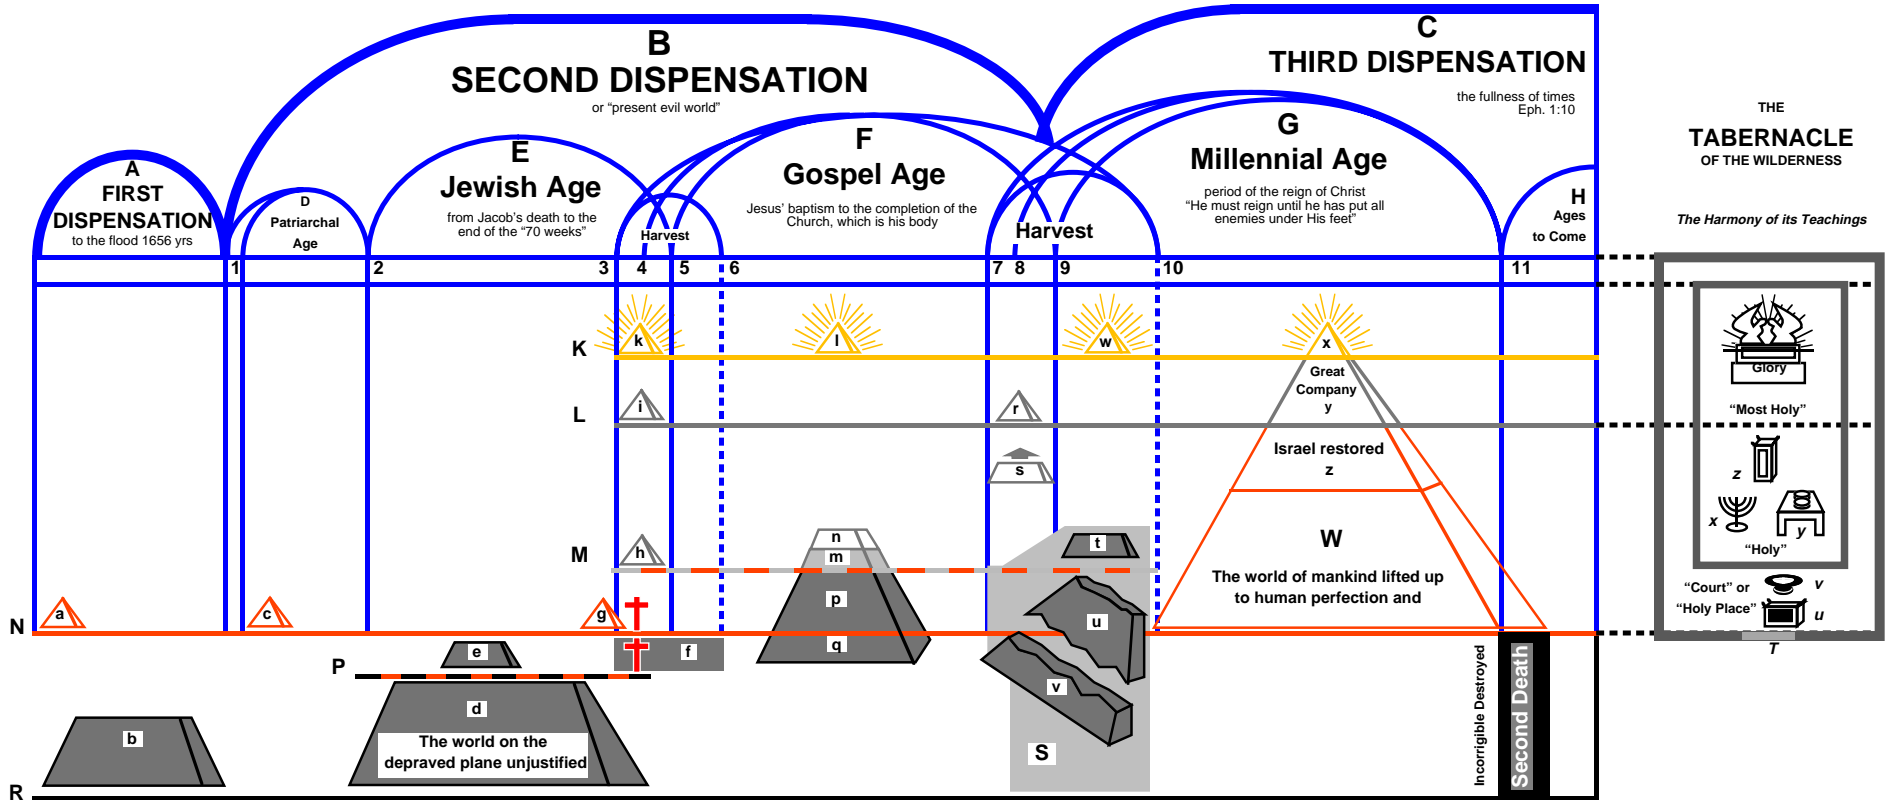 A
FIRST
DISPENSATION
to the flood 1656 yrs
B
SECOND DISPENSATION
or “present evil world”
C
THIRD DISPENSATION
the fullness of times
Eph. 1:10
D
Patriarchal
Age
E
Jewish Age
from Jacob’s death to the
end of the “70 weeks”
Harvest
F
Gospel Age
Jesus’ baptism to the completion of the
Church, which is his body
Harvest
G
Millennial Age
period of the reign of Christ
“He must reign until he has put all
enemies under His feet”
H
Ages
to Come
THE
TABERNACLE
OF THE WILDERNESS
The Harmony of its Teachings
1 2 3 4 5 6 7 8 9 10 11
K
k l w x
Great
Company
y
L
i r
s
Israel restored
z
M
h
n
m
p
q
t
u
v
S
W
The world of mankind lifted up
to human perfection and
N
a c g
e f
P
d
The world on the
depraved plane unjustified
b
R
Incorrigible Destroyed
Second Death
Glory
“Most Holy”
z
x
y
“Holy”
“Court” or
“Holy Place”
v
u
T